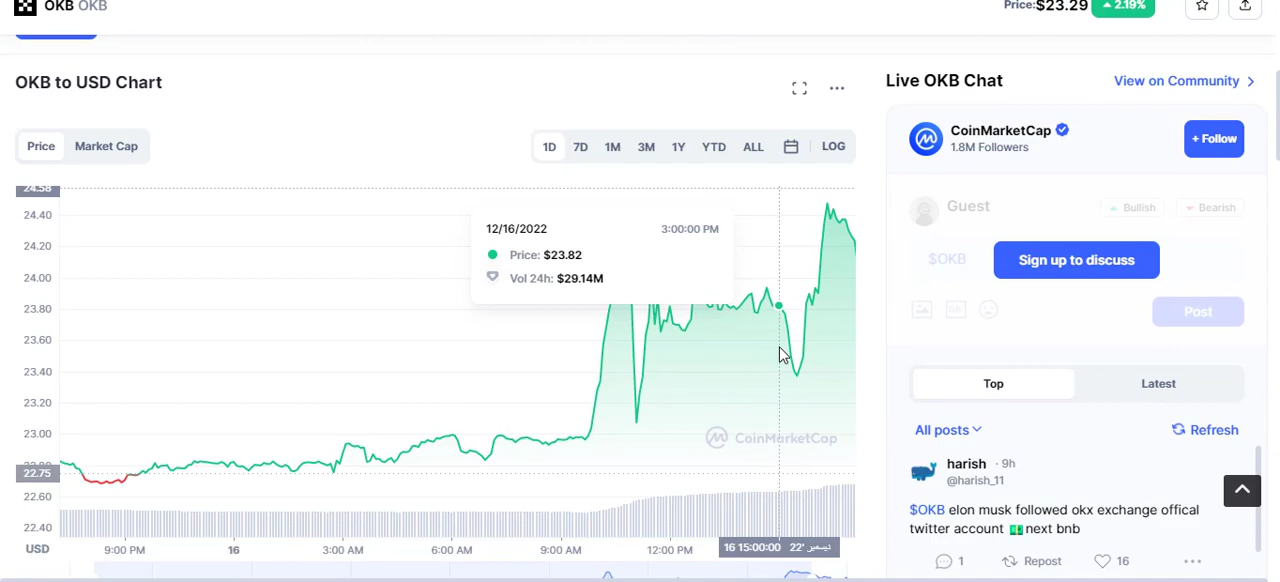 OKB OKB
Price:$23.29
2.19%
OKB to USD Chart
Price
Market Cap
1D
7D
1M
3M
1Y
YTD
ALL
LOG
24.58
24.40
24.20
24.00
23.80
23.60
23.40
23.20
23.00
22.75
22.60
22.40
USD
12/16/2022
3:00:00 PM
Price: $23.82
Vol 24h: $29.14M
CoinMarketCap
9:00 PM
16
3:00 AM
6:00 AM
9:00 AM
12:00 PM
16 15:00:00 22' دیسمبر
Live OKB Chat
View on Community
CoinMarketCap
1.8M Followers
+ Follow
Guest
Bullish
Bearish
$OKB
Sign up to discuss
GIF
Post
Top
Latest
All posts
Refresh
harish · 9h
@harish_11
$OKB elon musk followed okx exchange offical
twitter account 💵next bnb
1
Repost
16